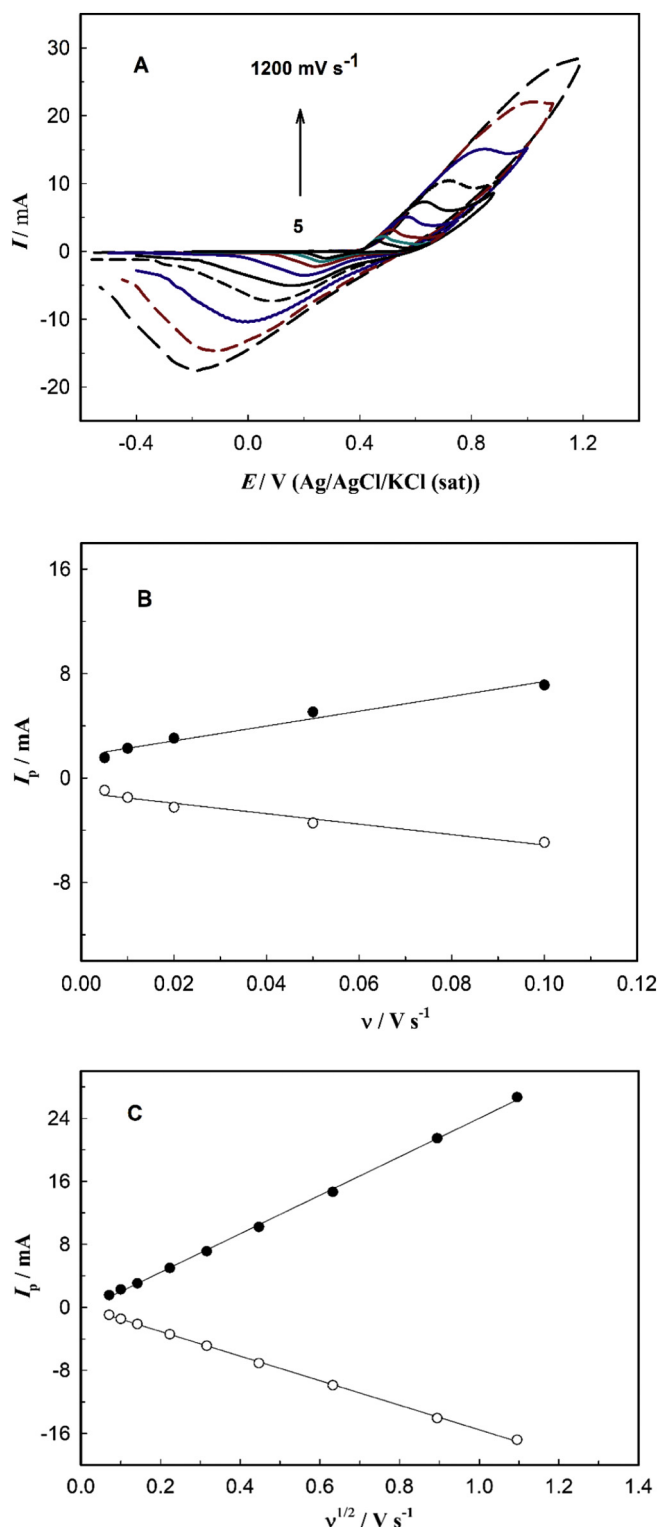 A
1200 mV s⁻¹
5
30
20
10
0
-10
-20
I / mA
-0.4 0.0 0.4 0.8 1.2
E / V (Ag/AgCl/KCl (sat))
B
16
8
0
-8
Iₚ / mA
0.00 0.02 0.04 0.06 0.08 0.10 0.12
ν / V s⁻¹
C
24
16
8
0
-8
-16
Iₚ / mA
0.0 0.2 0.4 0.6 0.8 1.0 1.2 1.4
ν¹ᐟ² / V s⁻¹